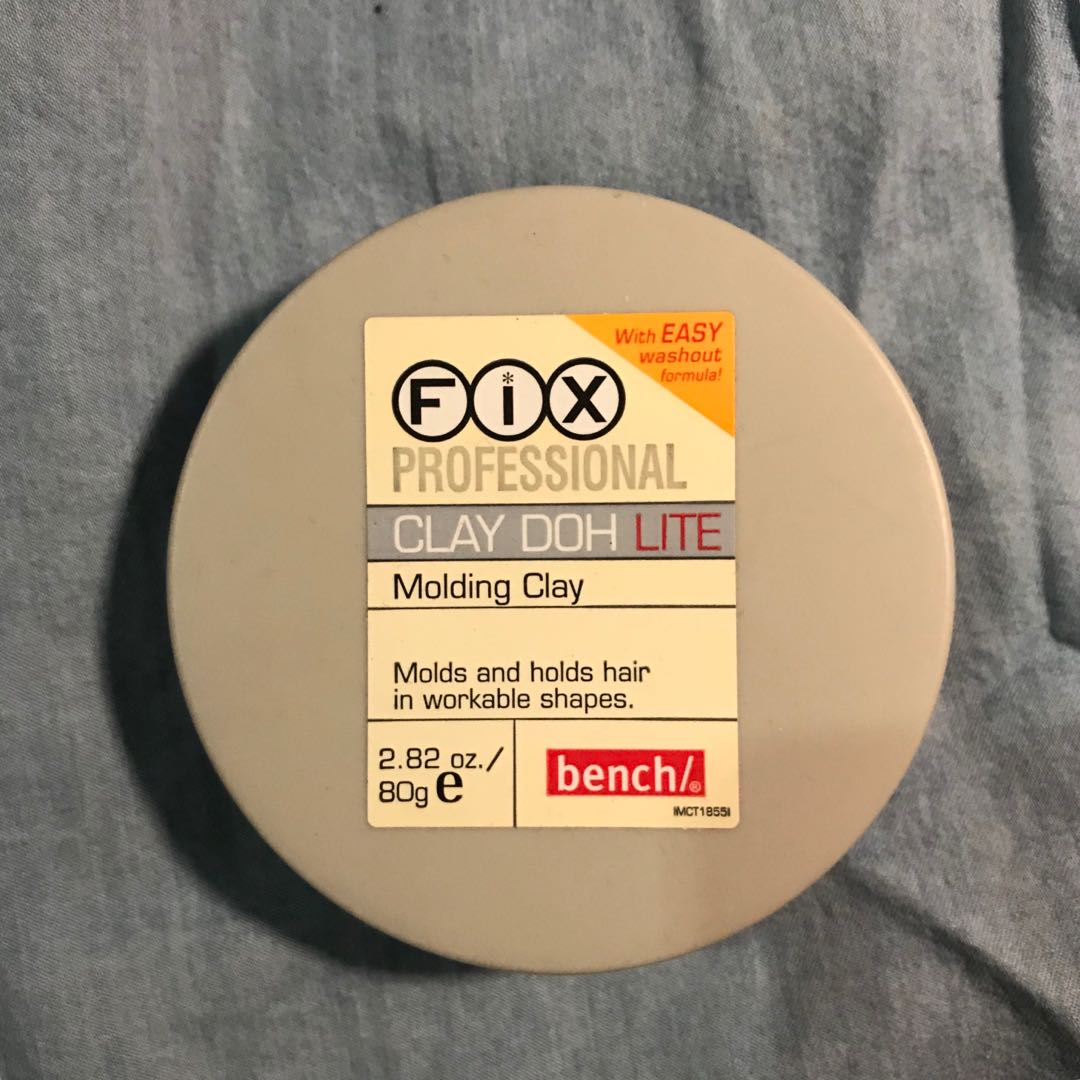 With EASY
washout
formula!
FiX
PROFESSIONAL
CLAY DOH LITE
Molding Clay
Molds and holds hair
in workable shapes.
2.82 oz./
80g e
bench/®
IMCT1855I